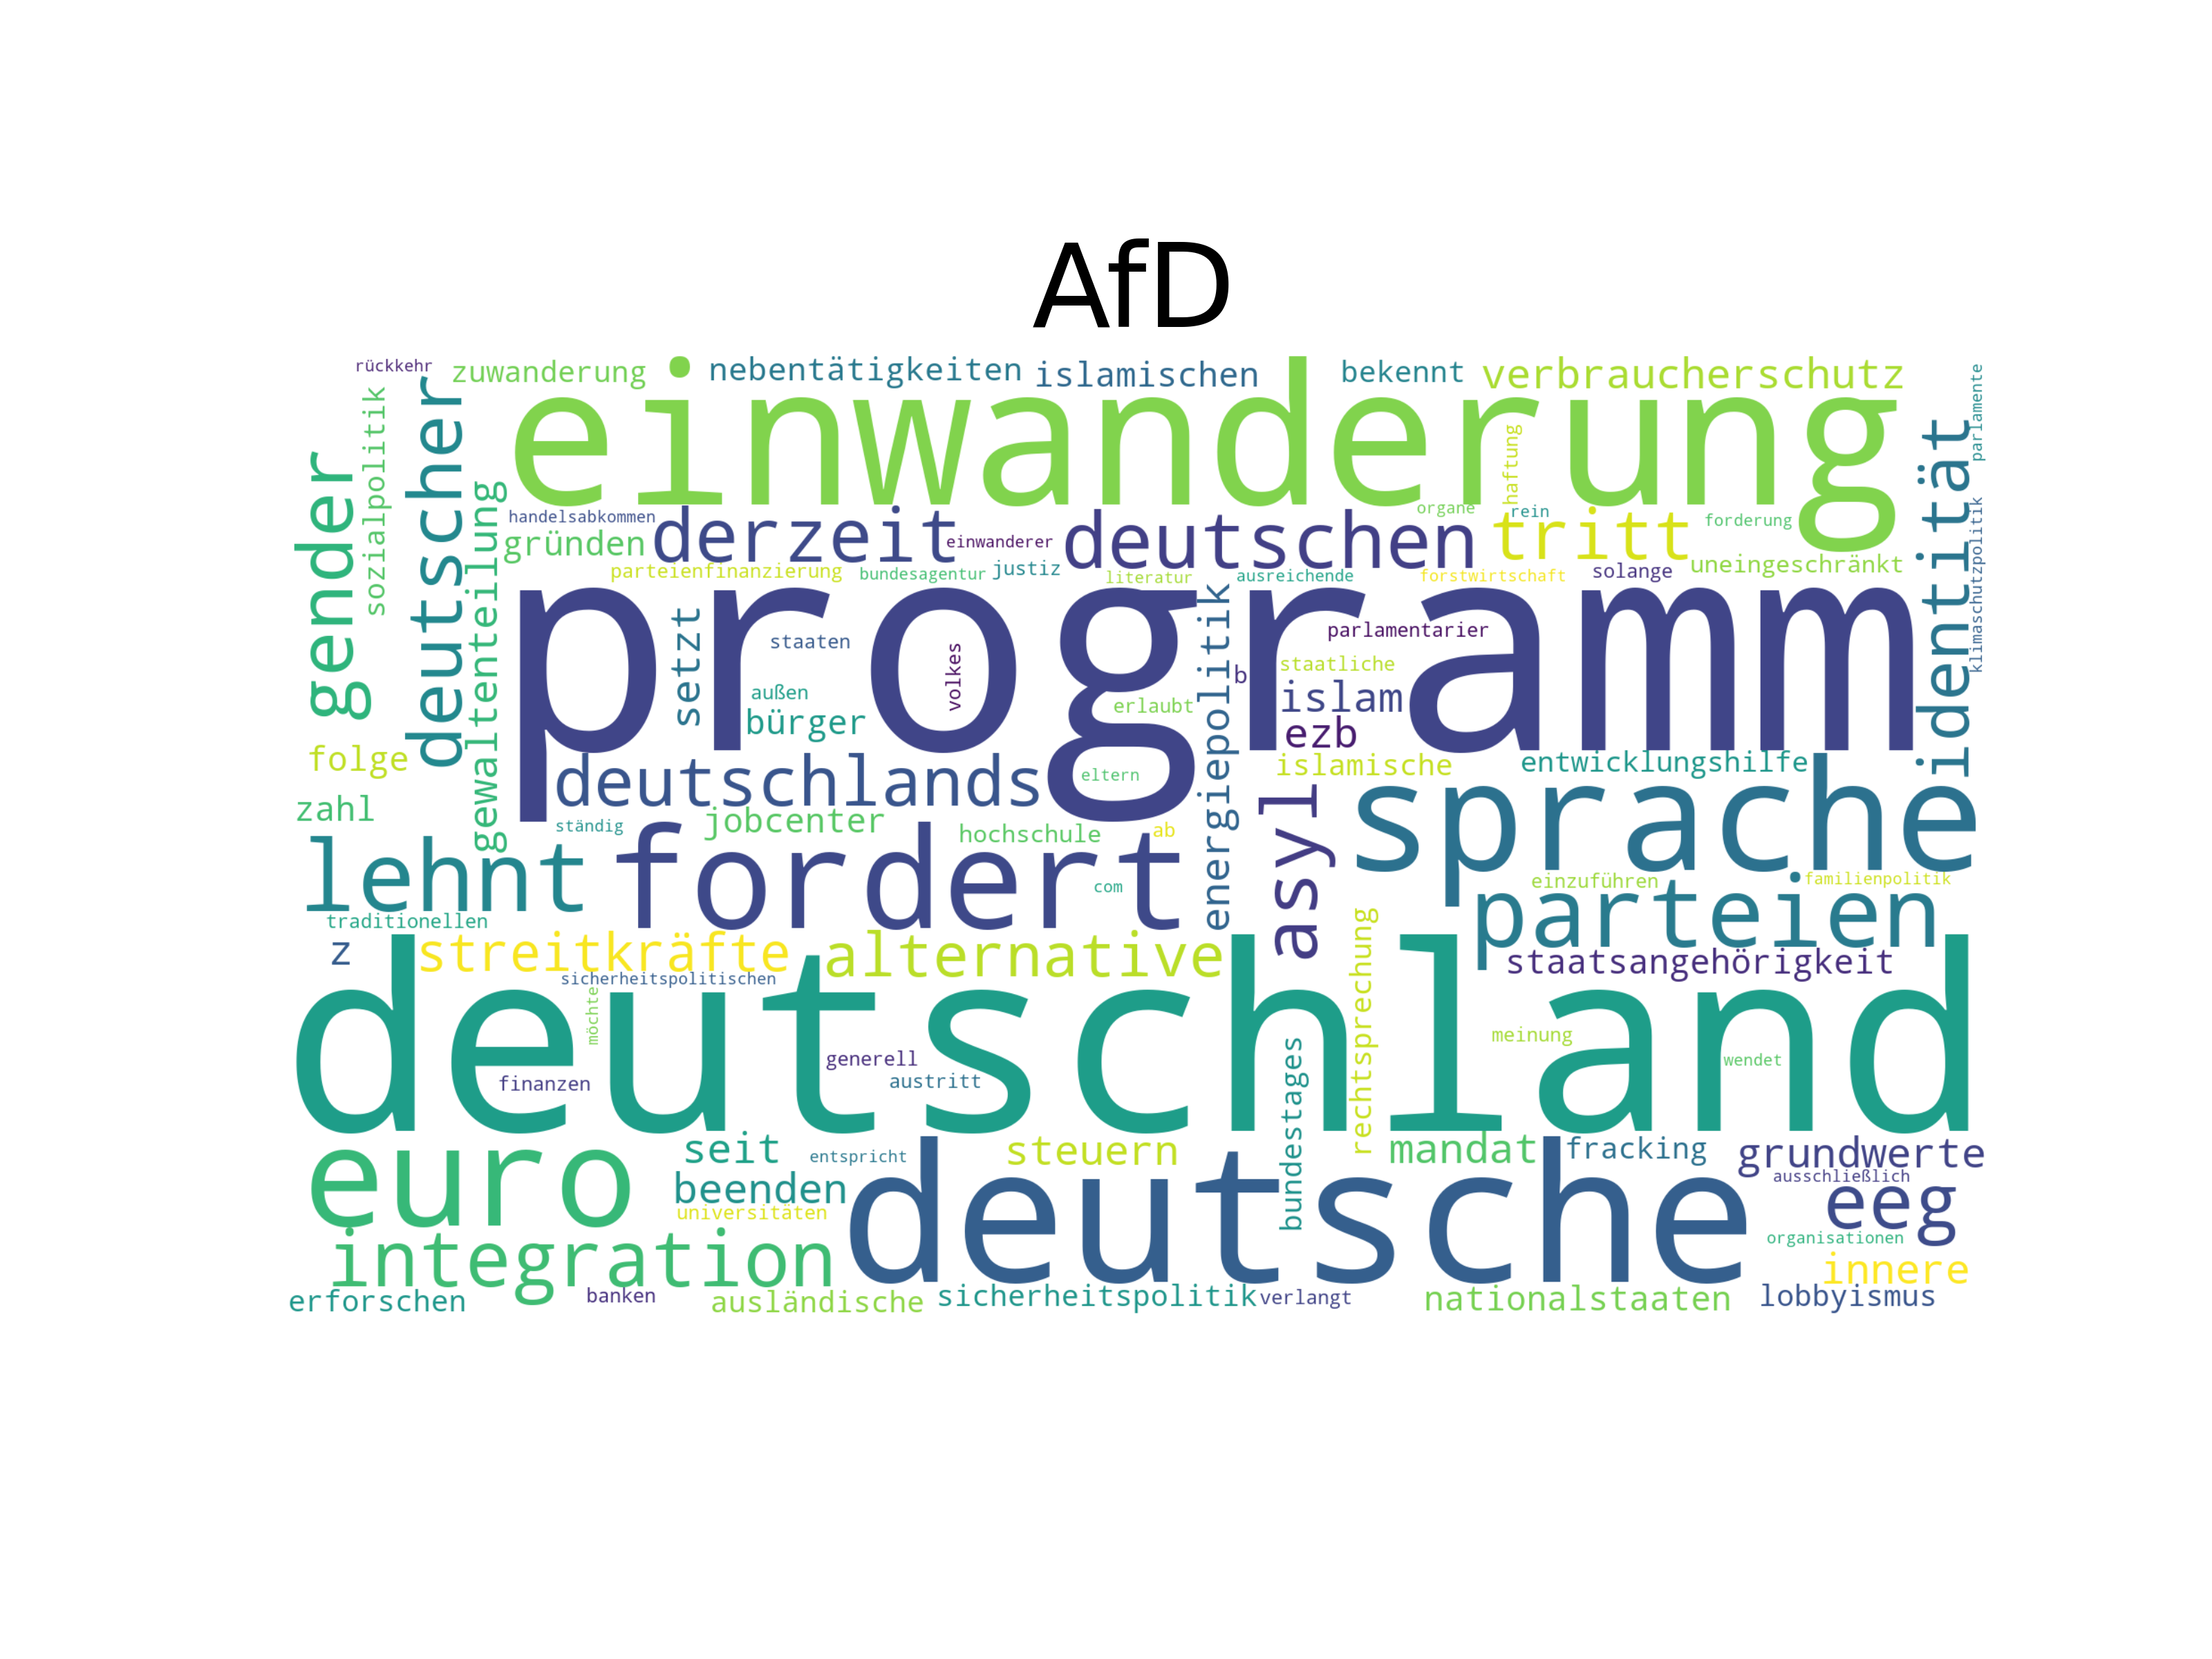 AfD
rückkehr
zuwanderung
nebentätigkeiten
islamischen
bekennt
verbraucherschutz
einwanderung
parlamente
sozialpolitik
gender
deutscher
gewaltenteilung
identität
klimaschutzpolitik
haftung
handelsabkommen
gründen
derzeit
einwanderer
deutschen
organe
rein
tritt
forderung
parteienfinanzierung
bundesagentur
justiz
literatur
ausreichende
forstwirtschaft
solange
uneingeschränkt
programm
setzt
staaten
volkes
außen
bürger
erlaubt
energiepolitik
b
parlamentarier
staatliche
islam
ezb
islamische
entwicklungshilfe
folge
zahl
deutschlands
eltern
jobcenter
ständig
hochschule
ab
asyl
sprache
lehnt
fordert
com
einzuführen
familienpolitik
parteien
traditionellen
z
streitkräfte
alternative
rechtsprechung
staatsangehörigkeit
sicherheitspolitischen
möchte
deutschland
meinung
wendet
generell
finanzen
austritt
bundestages
euro
seit
entspricht
steuern
mandat
fracking
grundwerte
beenden
ausschließlich
universitäten
deutsche
eeg
organisationen
integration
innere
erforschen
banken
ausländische
sicherheitspolitik
verlangt
nationalstaaten
lobbyismus